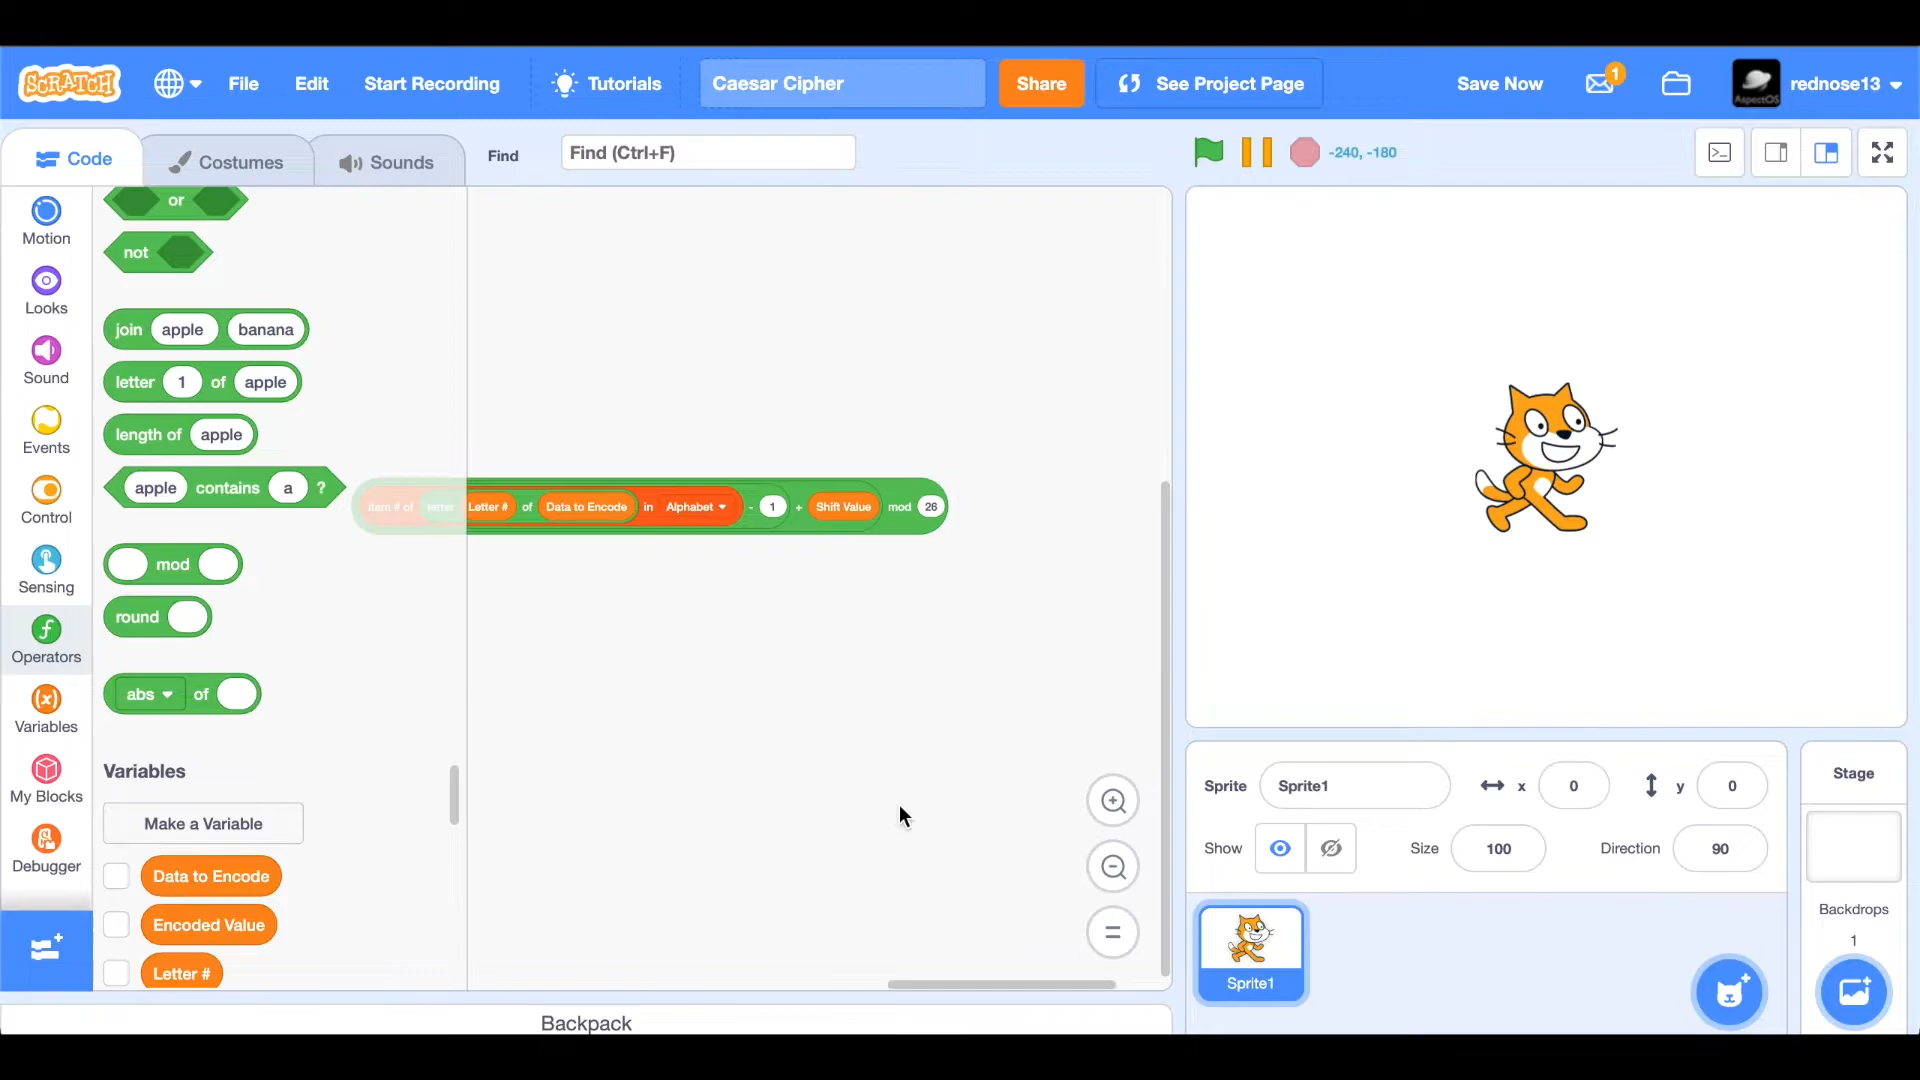 SCRATCH
File
Edit
Start Recording
Tutorials
Caesar Cipher
Share
See Project Page
Save Now
1
AspectOS
rednose13
Code
Costumes
Sounds
Find
Find (Ctrl+F)
-240, -180
Motion
Looks
Sound
Events
Control
Sensing
Operators
Variables
My Blocks
Debugger
or
not
join apple banana
letter 1 of apple
length of apple
apple contains a ?
item # of letter Letter # of Data to Encode in Alphabet - 1 + Shift Value mod 26
mod
round
abs of
Variables
Make a Variable
Data to Encode
Encoded Value
Letter #
Backpack
Sprite Sprite1 x 0 y 0
Show Size 100 Direction 90
Sprite1
Stage
Backdrops
1